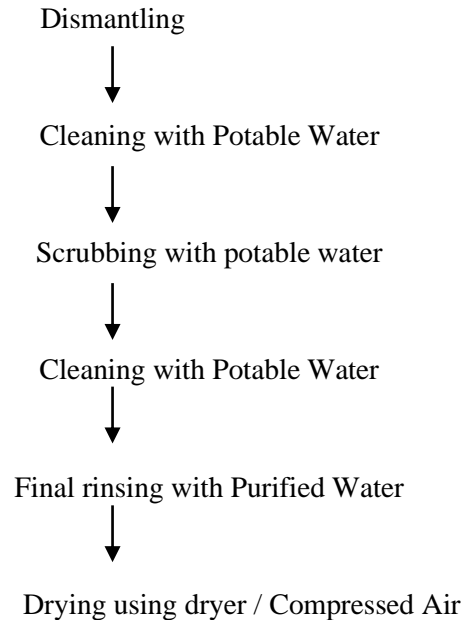 Dismantling
Cleaning with Potable Water
Scrubbing with potable water
Cleaning with Potable Water
Final rinsing with Purified Water
Drying using dryer / Compressed Air